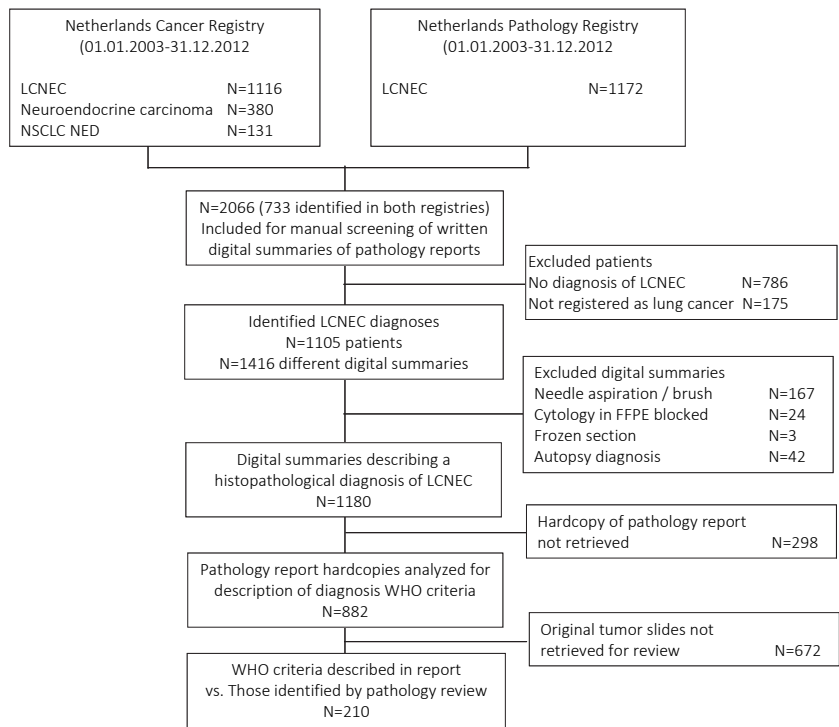 Netherlands Cancer Registry
(01.01.2003-31.12.2012
LCNEC N=1116
Neuroendocrine carcinoma N=380
NSCLC NED N=131
Netherlands Pathology Registry
(01.01.2003-31.12.2012
LCNEC N=1172
N=2066 (733 identified in both registries)
Included for manual screening of written
digital summaries of pathology reports
Excluded patients
No diagnosis of LCNEC N=786
Not registered as lung cancer N=175
Identified LCNEC diagnoses
N=1105 patients
N=1416 different digital summaries
Excluded digital summaries
Needle aspiration / brush N=167
Cytology in FFPE blocked N=24
Frozen section N=3
Autopsy diagnosis N=42
Digital summaries describing a
histopathological diagnosis of LCNEC
N=1180
Hardcopy of pathology report
not retrieved N=298
Pathology report hardcopies analyzed for
description of diagnosis WHO criteria
N=882
Original tumor slides not
retrieved for review N=672
WHO criteria described in report
vs. Those identified by pathology review
N=210